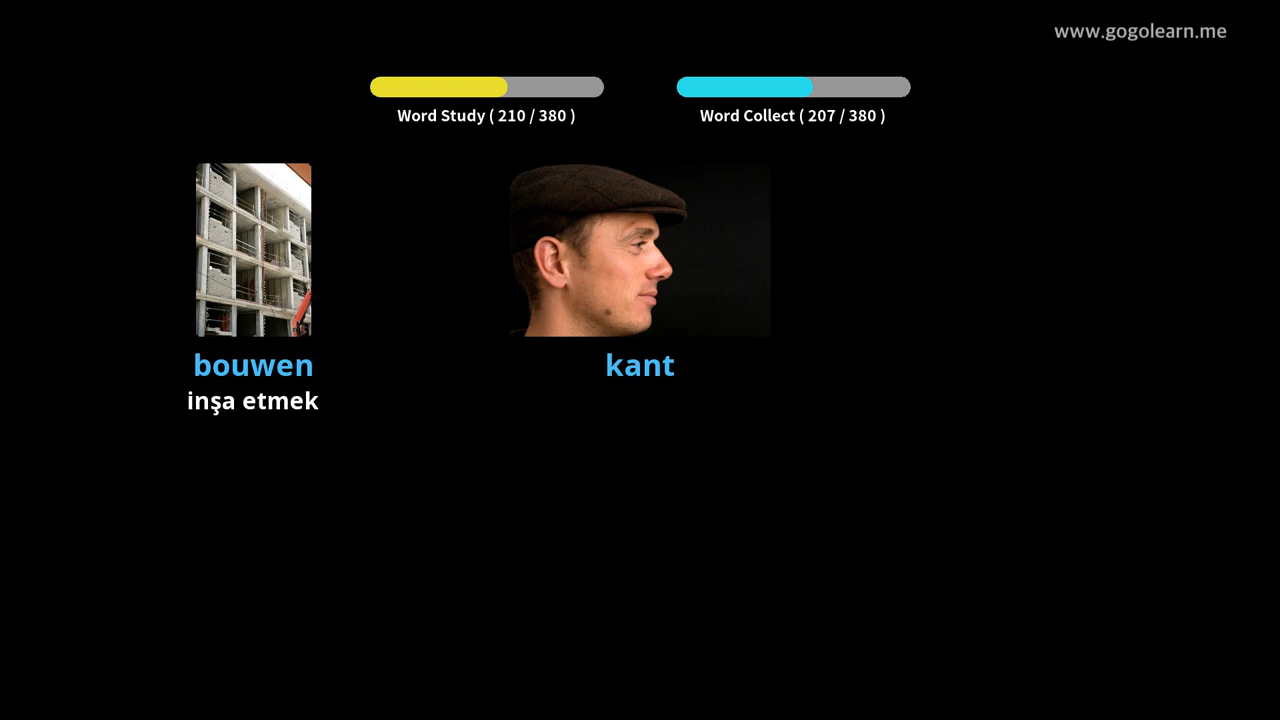 www.gogolearn.me
Word Study ( 210 / 380 )
Word Collect ( 207 / 380 )
bouwen
inşa etmek
kant